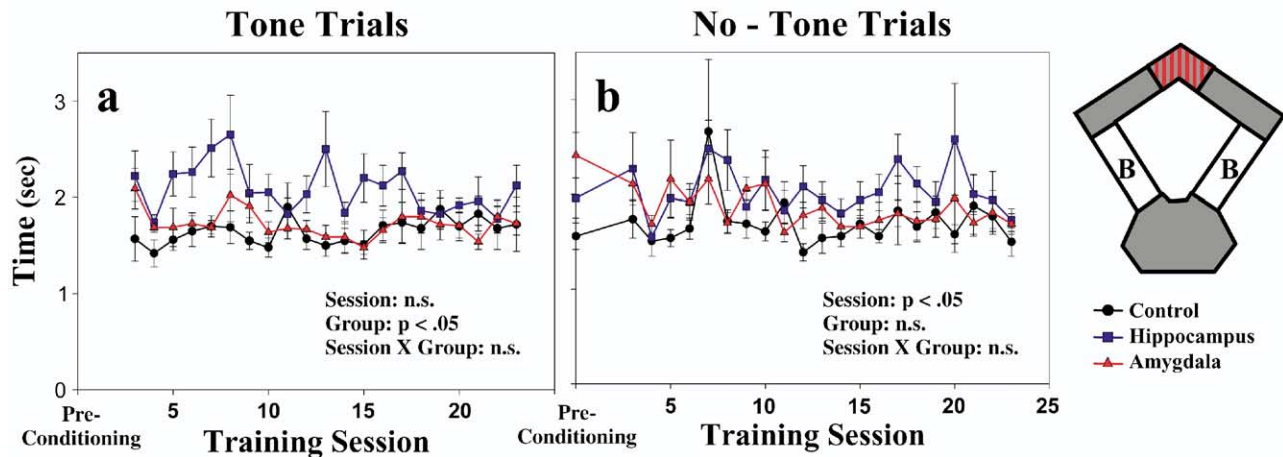 Tone Trials
No - Tone Trials
a
b
3
2
1
0
Time (sec)
Session: n.s.
Group: p < .05
Session X Group: n.s.
Session: p < .05
Group: n.s.
Session X Group: n.s.
B B
Control
Hippocampus
Amygdala
Pre-
Conditioning
5 10 15 20
Training Session
Pre-
Conditioning
5 10 15 20 25
Training Session